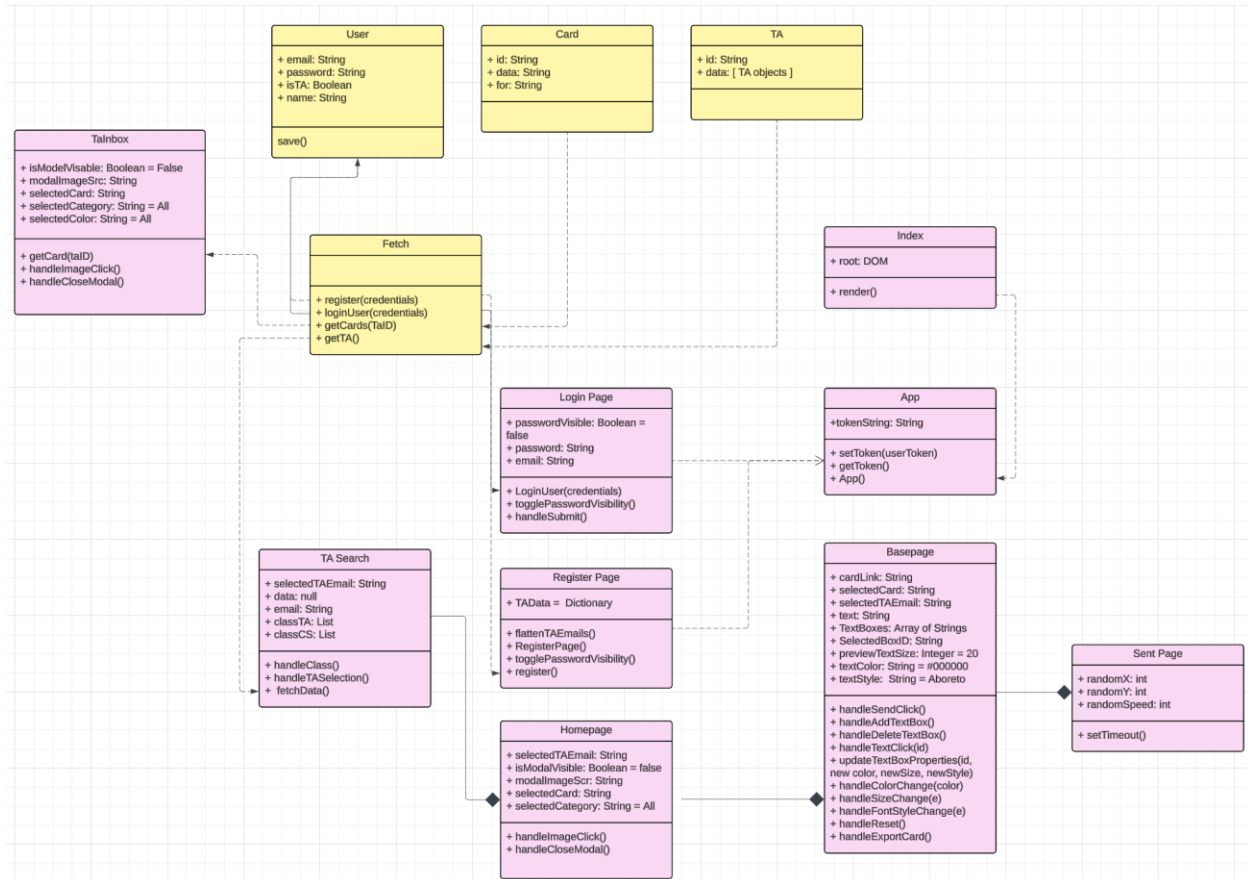 User
+ email: String
+ password: String
+ isTA: Boolean
+ name: String
save()
Card
+ id: String
+ data: String
+ for: String
TA
+ id: String
+ data: [ TA objects ]
TaInbox
+ isModelVisable: Boolean = False
+ modalImageSrc: String
+ selectedCard: String
+ selectedCategory: String = All
+ selectedColor: String = All
+ getCard(taID)
+ handleImageClick()
+ handleCloseModal()
Fetch
+ register(credentials)
+ loginUser(credentials)
+ getCards(TaID)
+ getTA()
Index
+ root: DOM
+ render()
Login Page
+ passwordVisible: Boolean =
false
+ password: String
+ email: String
+ LoginUser(credentials)
+ togglePasswordVisibility()
+ handleSubmit()
App
+tokenString: String
+ setToken(userToken)
+ getToken()
+ App()
TA Search
+ selectedTAEmail: String
+ data: null
+ email: String
+ classTA: List
+ classCS: List
+ handleClass()
+ handleTASelection()
+ fetchData()
Register Page
+ TAData = Dictionary
+ flattenTAEmails()
+ RegisterPage()
+ togglePasswordVisibility()
+ register()
Basepage
+ cardLink: String
+ selectedCard: String
+ selectedTAEmail: String
+ text: String
+ TextBoxes: Array of Strings
+ SelectedBoxID: String
+ previewTextSize: Integer = 20
+ textColor: String = #000000
+ textStyle: String = Aboreto
+ handleSendClick()
+ handleAddTextBox()
+ handleDeleteTextBox()
+ handleTextClick(id)
+ updateTextBoxProperties(id,
new color, newSize, newStyle)
+ handleColorChange(color)
+ handleSizeChange(e)
+ handleFontStyleChange(e)
+ handleReset()
+ handleExportCard()
Sent Page
+ randomX: int
+ randomY: int
+ randomSpeed: int
+ setTimeout()
Homepage
+ selectedTAEmail: String
+ isModalVisible: Boolean = false
+ modalImageScr: String
+ selectedCard: String
+ selectedCategory: String = All
+ handleImageClick()
+ handleCloseModal()